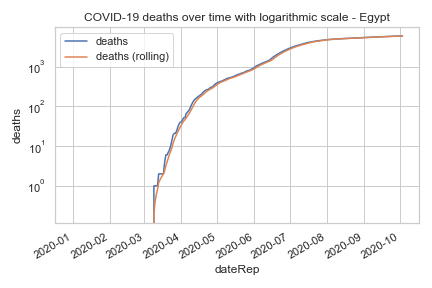 COVID-19 deaths over time with logarithmic scale - Egypt
deaths
deaths (rolling)
10³
10²
10¹
10⁰
deaths
2020-01
2020-02
2020-03
2020-04
2020-05
2020-06
2020-07
2020-08
2020-09
2020-10
dateRep